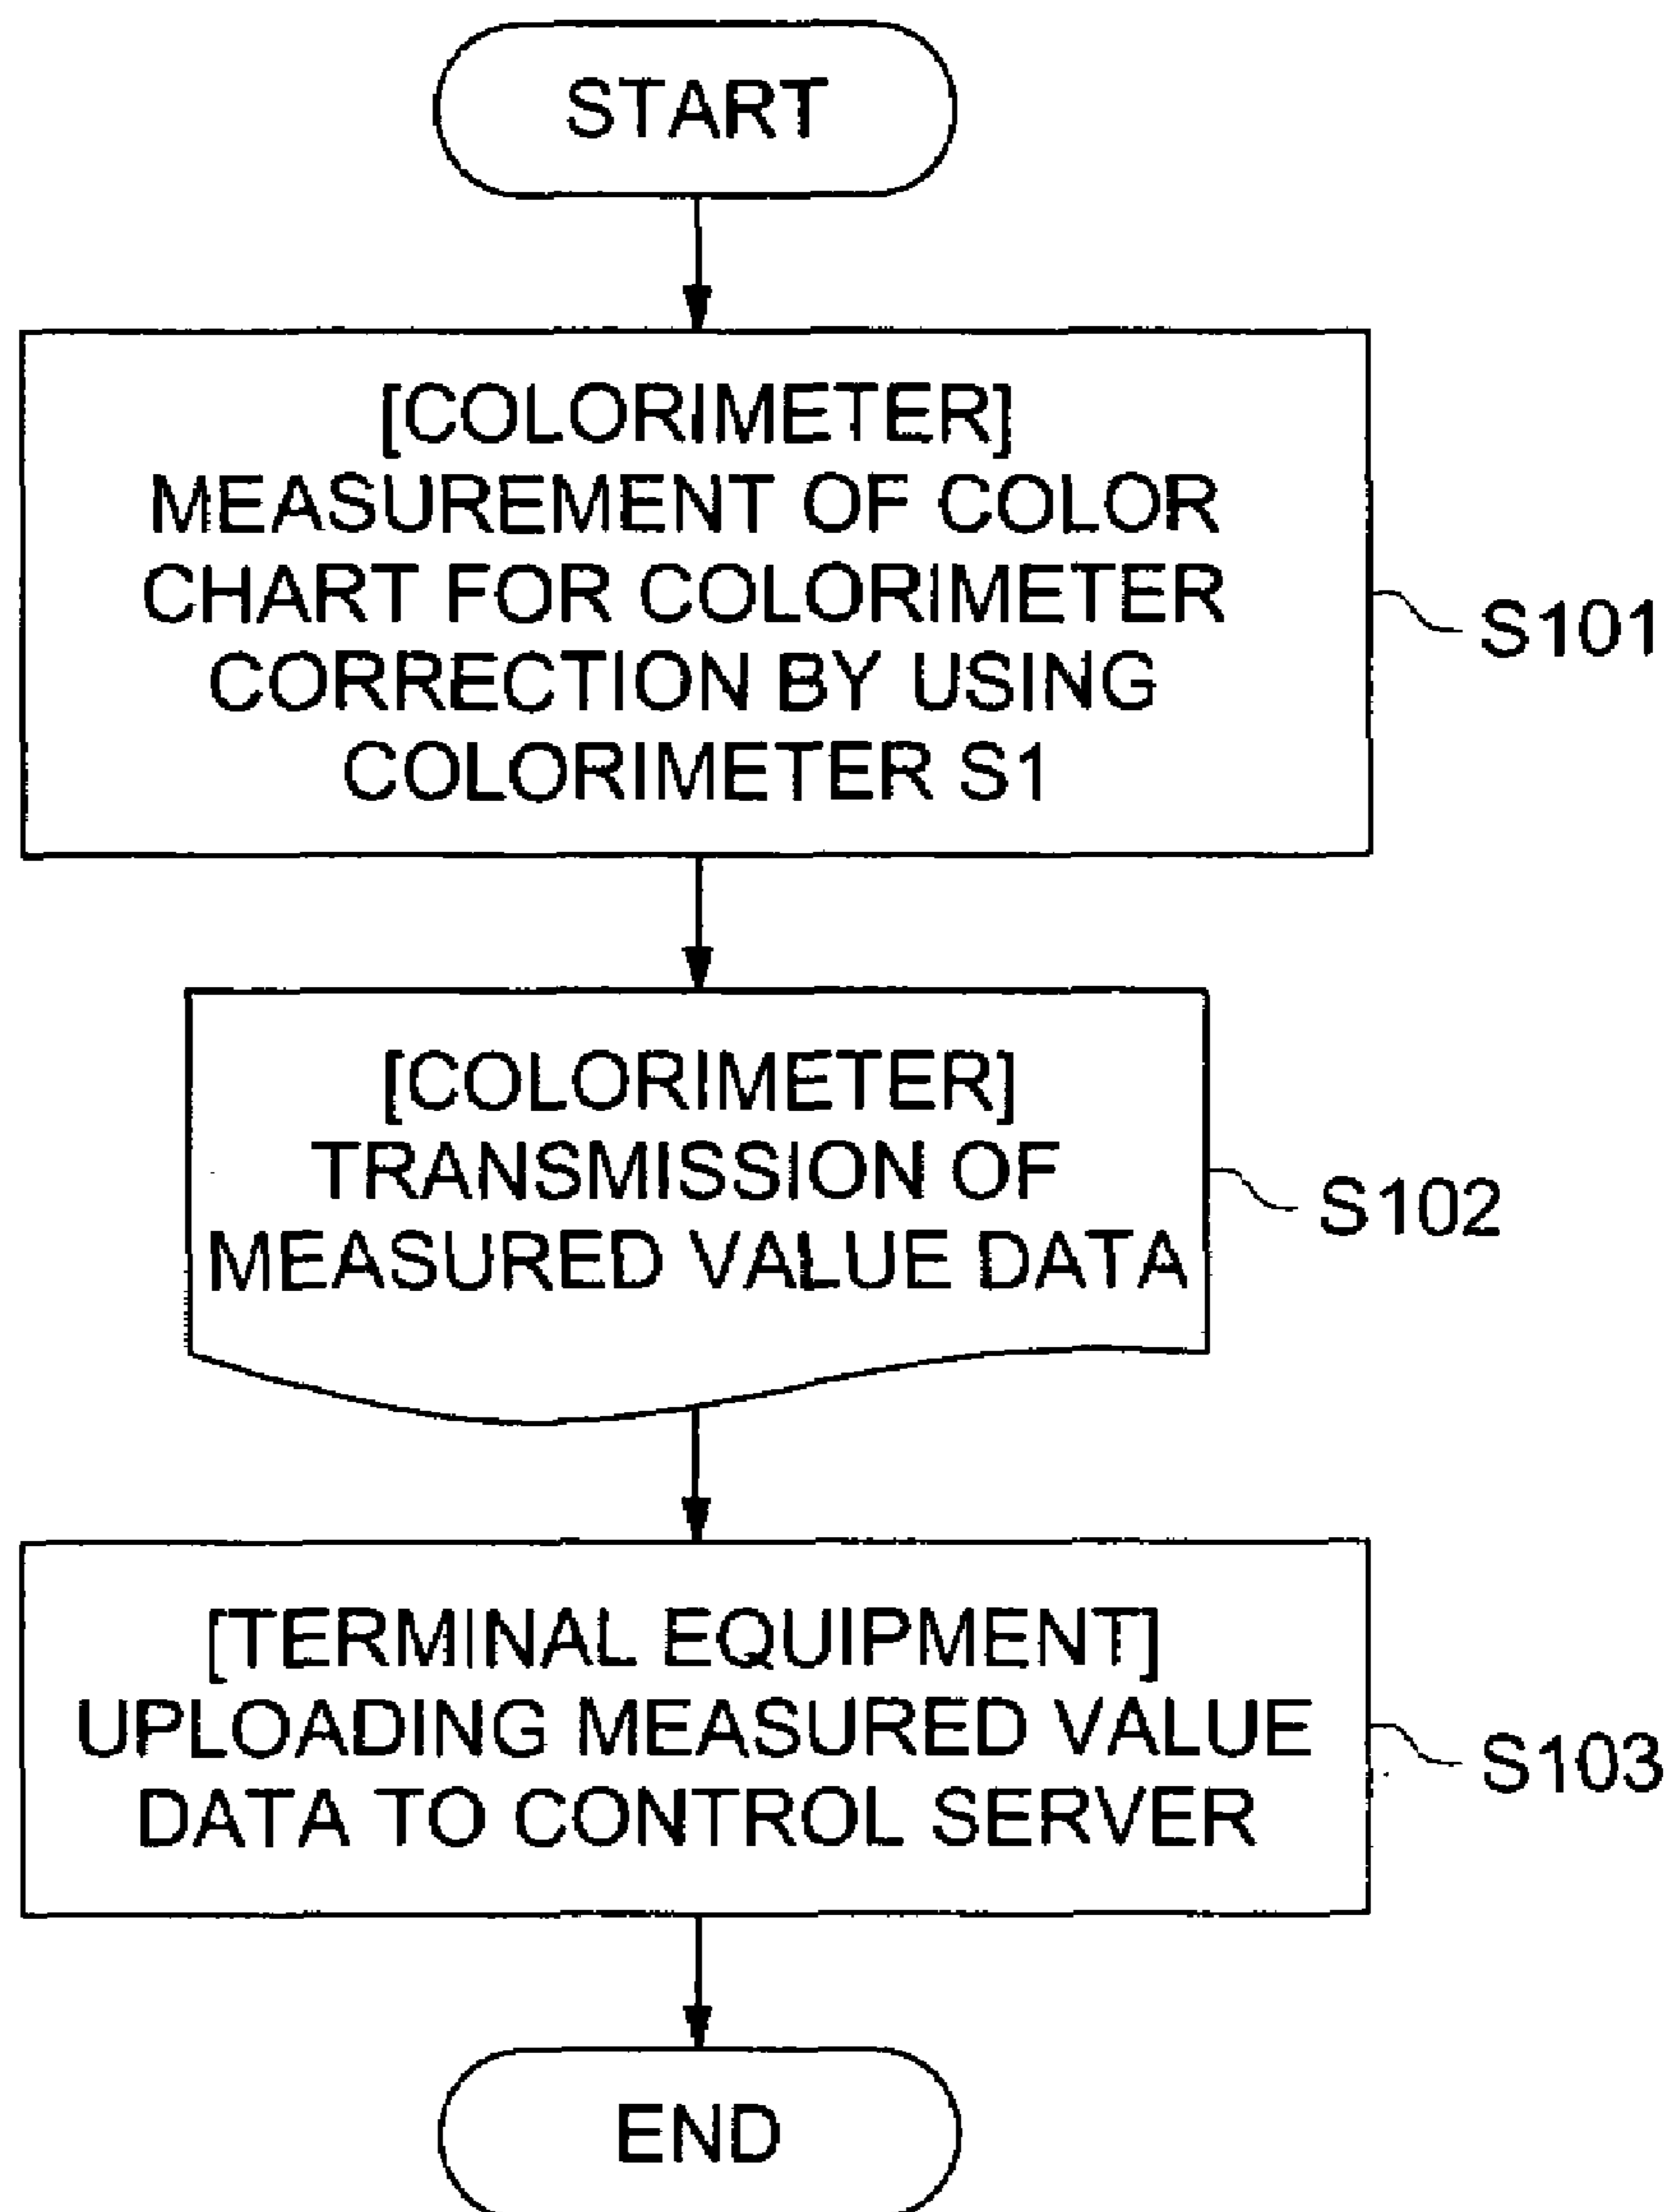 START
[COLORIMETER]
MEASUREMENT OF COLOR
CHART FOR COLORIMETER
CORRECTION BY USING
COLORIMETER S1
S101
[COLORIMETER]
TRANSMISSION OF
MEASURED VALUE DATA
S102
[TERMINAL EQUIPMENT]
UPLOADING MEASURED VALUE
DATA TO CONTROL SERVER
S103
END